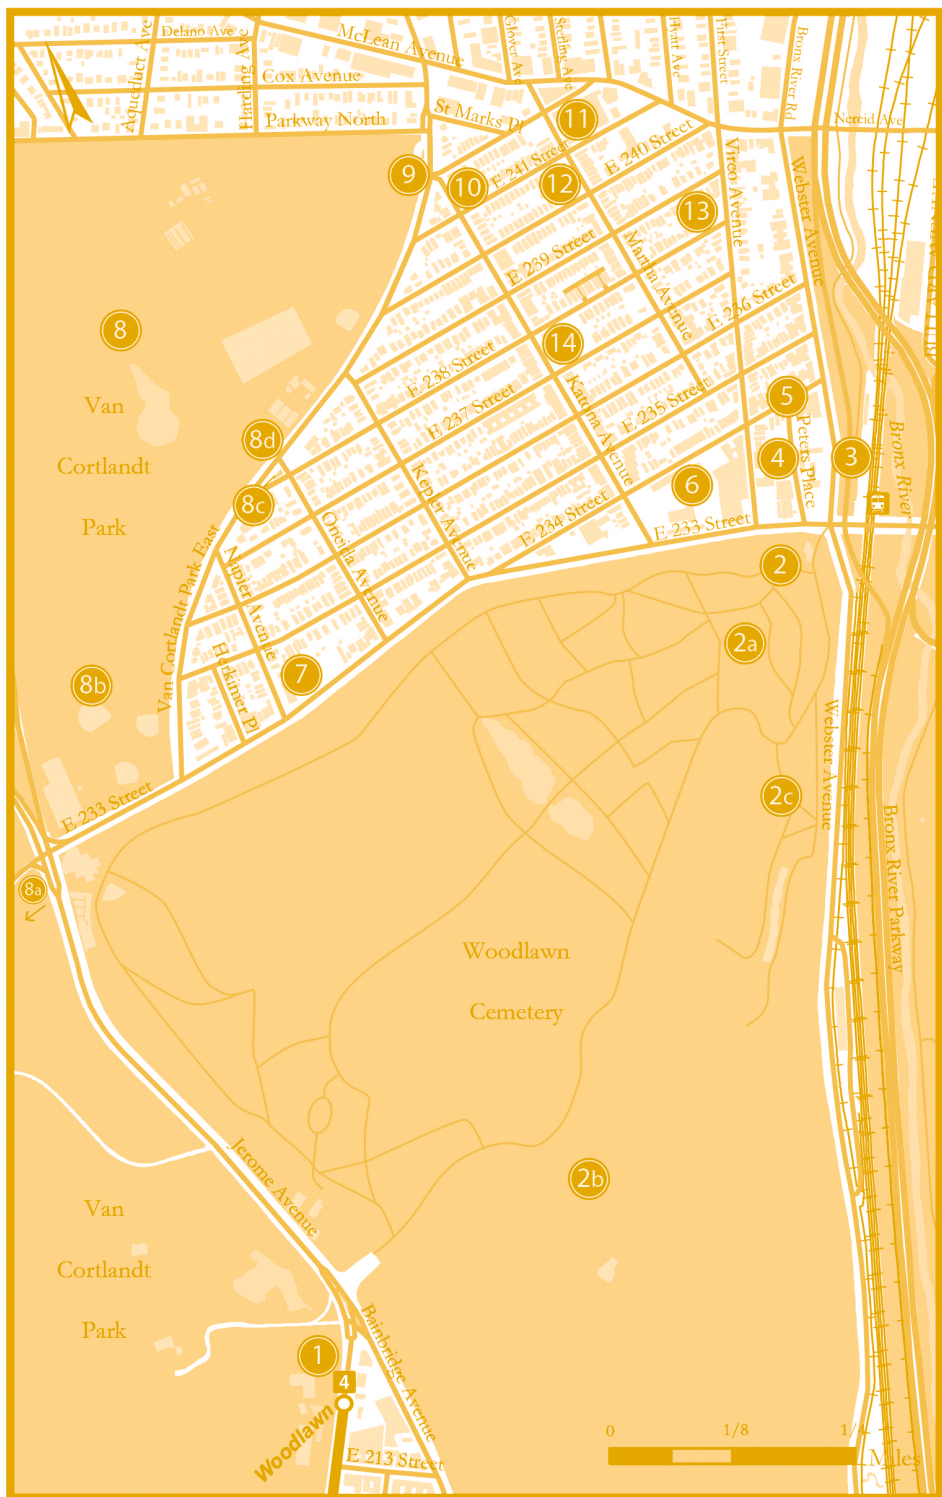 Delano Ave
McLean Avenue
Aqueduct Ave
Harding Ave
Cox Avenue
Parkway North
St Marks Pl
Glover Ave
Sterling Ave
Hyatt Ave
First Street
Bronx River Rd
Nereid Ave
11
E 241 Street
E 240 Street
9
10
12
13
Vireo Avenue
Webster Avenue
E 239 Street
Martha Avenue
E 236 Street
8
14
E 238 Street
E 237 Street
Katona Avenue
E 235 Street
5
Van
Cortlandt
Park
8d
8c
Kepler Avenue
Oneida Avenue
E 234 Street
6
4
Peters Place
3
Bronx River
E 233 Street
Van Cortlandt Park East
Napier Avenue
Herkimer Pl
7
2
2a
8b
2c
Webster Avenue
E 233 Street
8a
Bronx River Parkway
Woodlawn
Cemetery
Jerome Avenue
2b
Van
Cortlandt
Park
1
4
Woodlawn
Bainbridge Avenue
E 213 Street
0
1/8
Miles